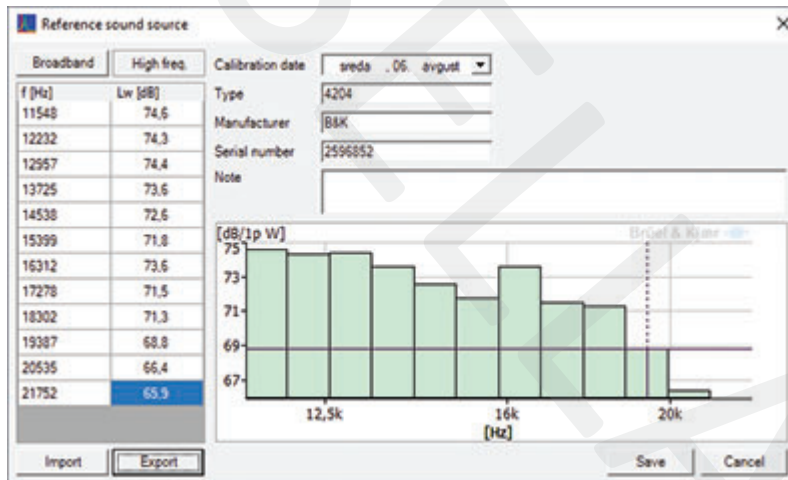 Reference sound source
Broadband High freq.
Calibration date sreda , 06. avgust
f [Hz] Lw [dB]
Type 4204
11548 74,6
Manufacturer B&K
12232 74,3
Serial number 2596852
12957 74,4
Note
13725 73,6
14538 72,6
15399 71,8
16312 73,6
17278 71,5
18302 71,3
19387 68,8
20535 66,4
21752 65,9
[dB/1p W]
Brüel & Kjær
75
73
71
69
67
12,5k 16k 20k
[Hz]
Import Export Save Cancel